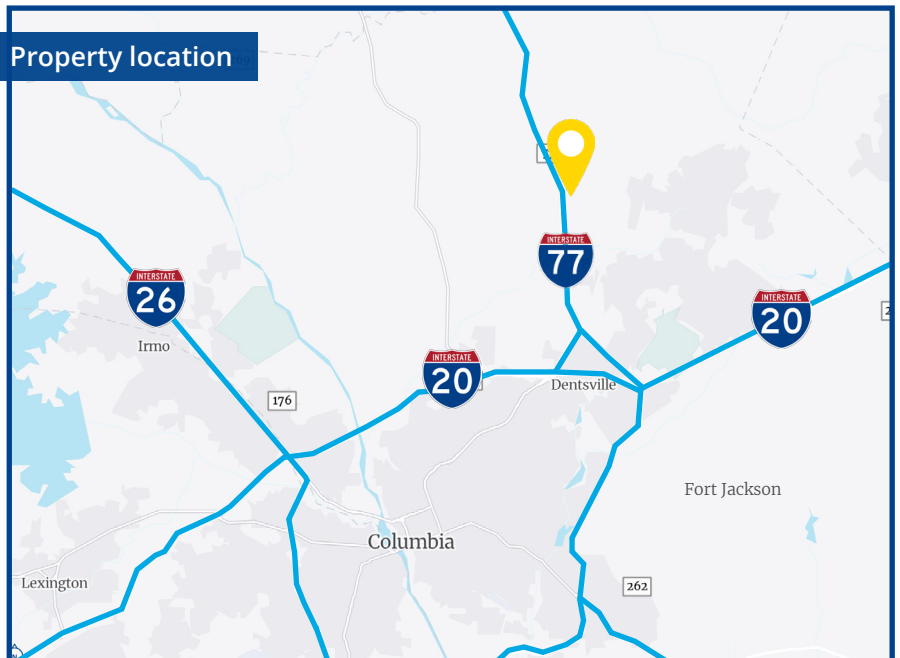 Property location
INTERSTATE
77
INTERSTATE
26
INTERSTATE
20
Irmo
INTERSTATE
20
Dentsville
176
Fort Jackson
Columbia
Lexington
262